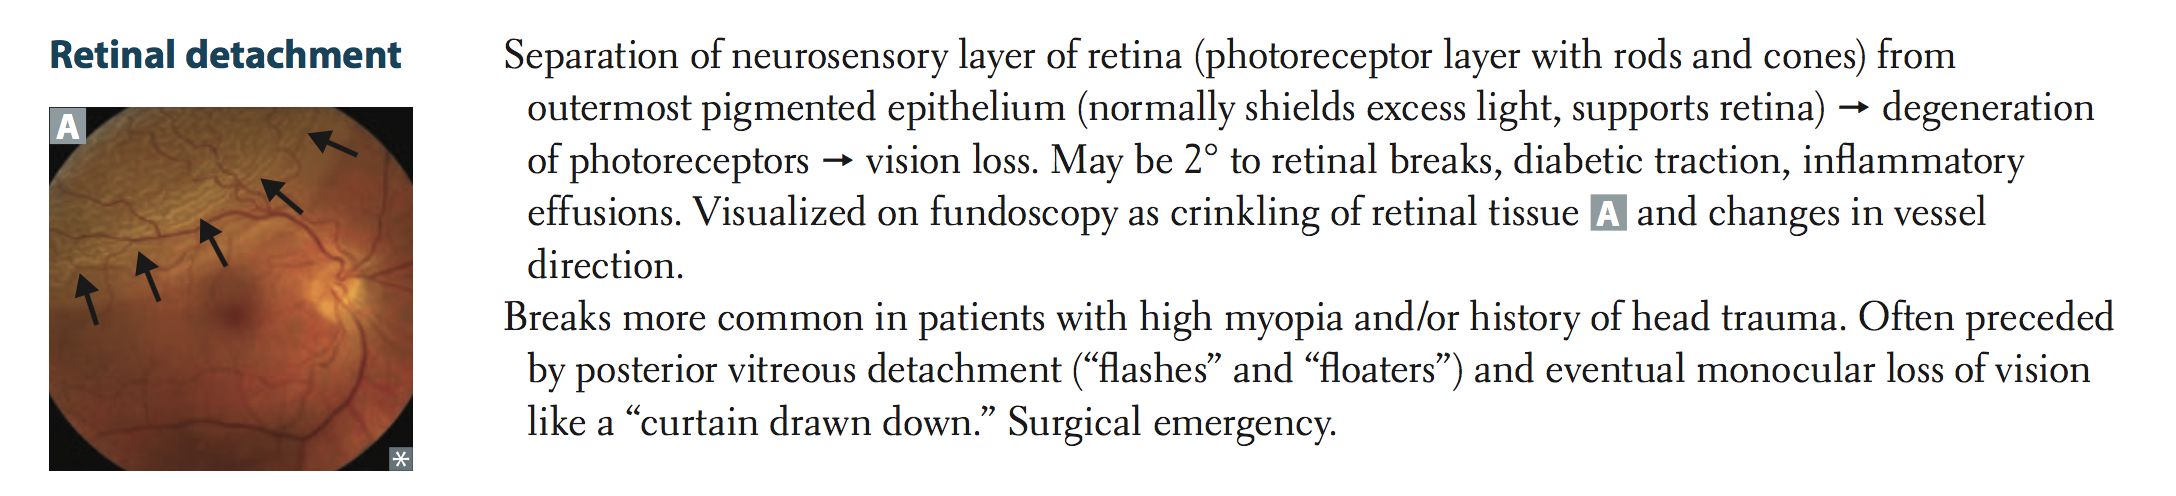 Retinal detachment
A
*
Separation of neurosensory layer of retina (photoreceptor layer with rods and cones) from
outermost pigmented epithelium (normally shields excess light, supports retina) → degeneration
of photoreceptors → vision loss. May be 2° to retinal breaks, diabetic traction, inflammatory
effusions. Visualized on fundoscopy as crinkling of retinal tissue A and changes in vessel
direction.
Breaks more common in patients with high myopia and/or history of head trauma. Often preceded
by posterior vitreous detachment (“flashes” and “floaters”) and eventual monocular loss of vision
like a “curtain drawn down.” Surgical emergency.